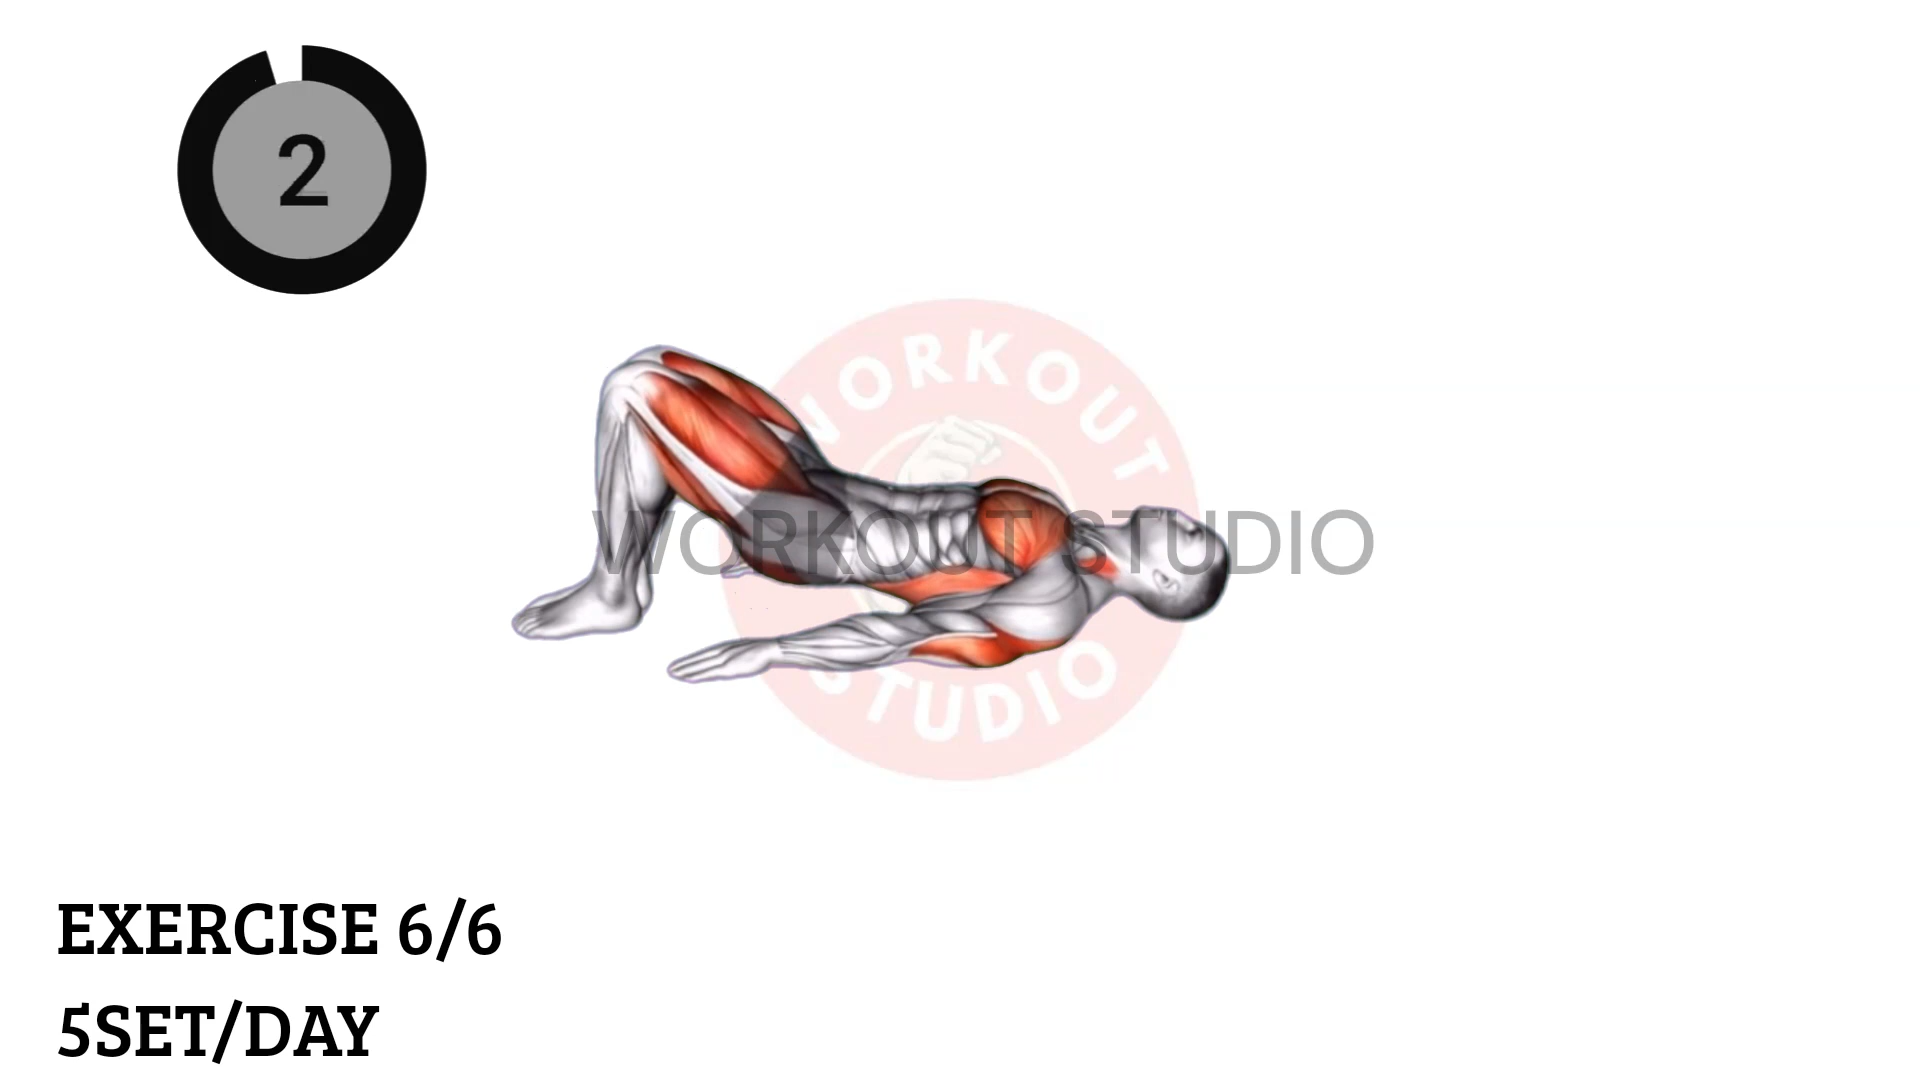 2
WORKOUT
WORKOUT STUDIO
STUDIO
EXERCISE 6/6
5SET/DAY